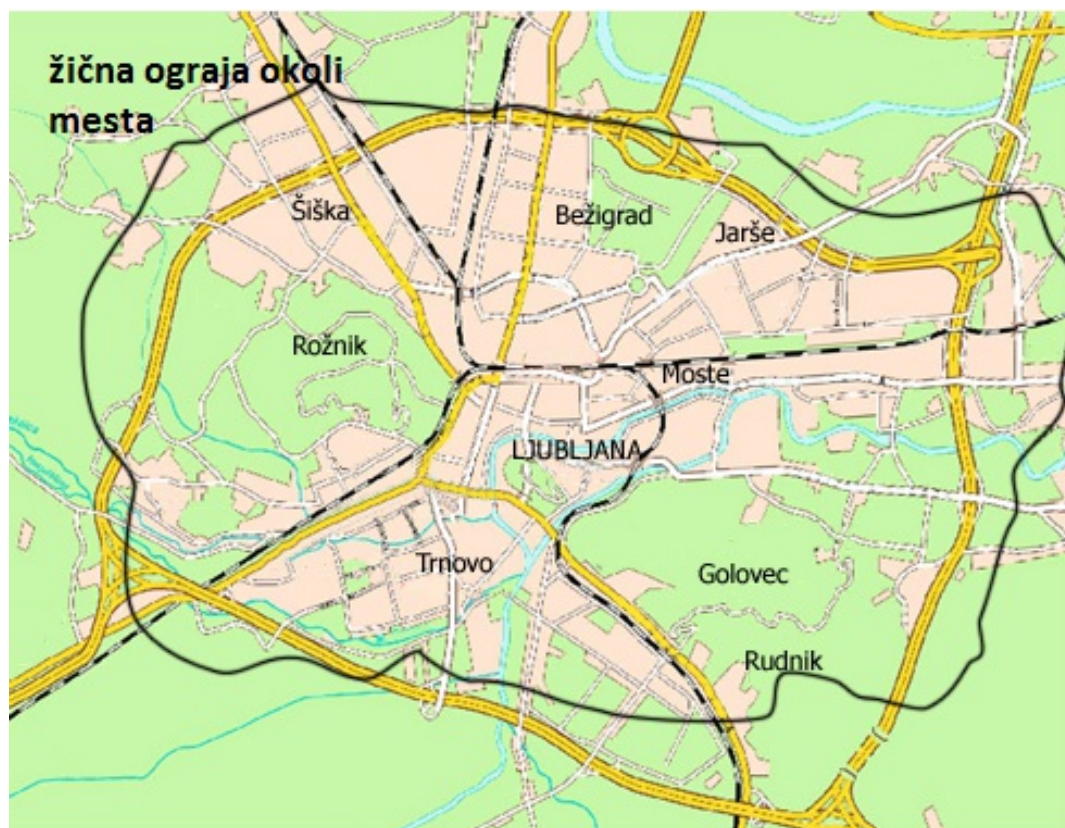 žična ograja okoli
mesta
Šiška
Bežigrad
Jarše
Rožnik
Moste
LJUBLJANA
Trnovo
Golovec
Rudnik